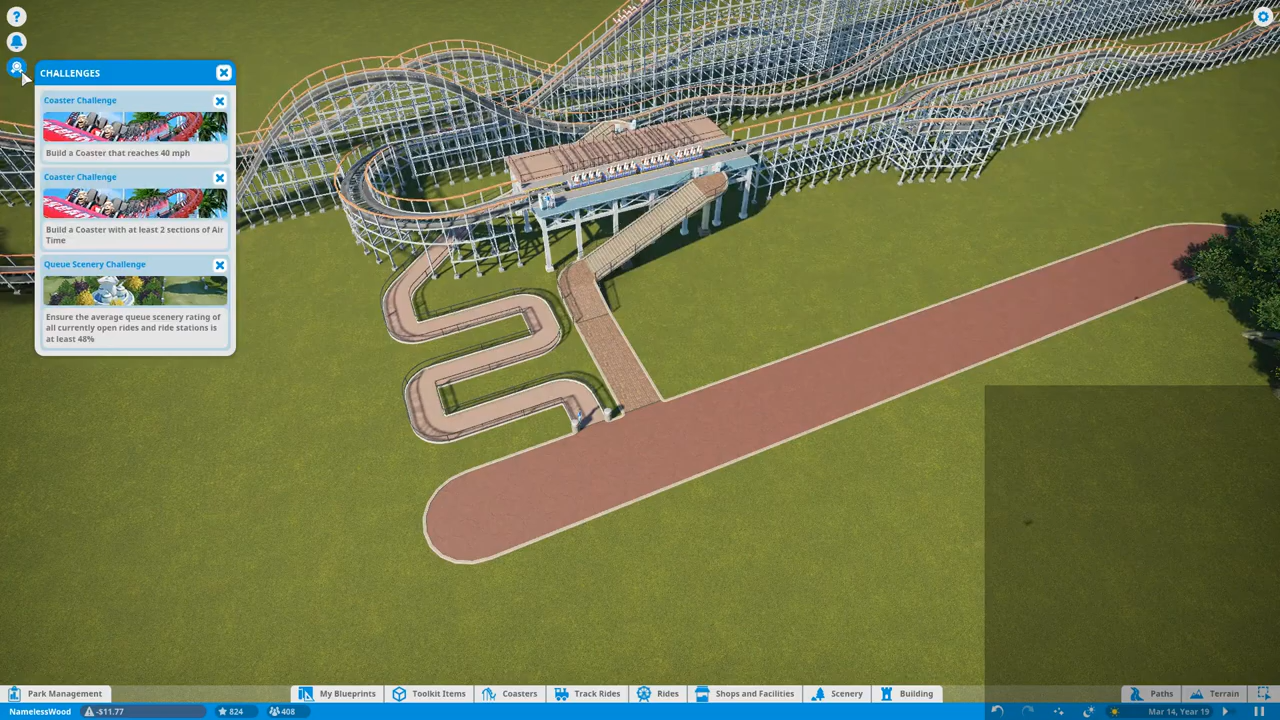 ?
CHALLENGES
Coaster Challenge
Build a Coaster that reaches 40 mph
Coaster Challenge
Build a Coaster with at least 2 sections of Air
Time
Queue Scenery Challenge
Ensure the average queue scenery rating of
all currently open rides and ride stations is
at least 48%
Park Management
My Blueprints
Toolkit Items
Coasters
Track Rides
Rides
Shops and Facilities
Scenery
Building
Paths
Terrain
NamelessWood
-$11.77
824
408
Mar 14, Year 19